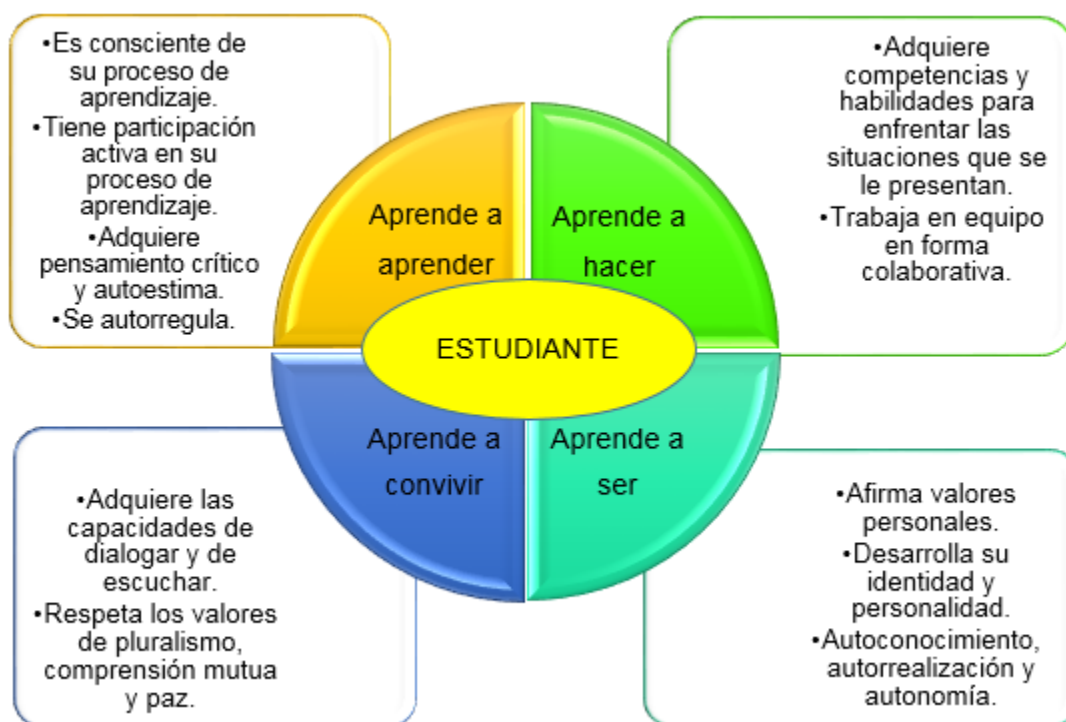 •Es consciente de
su proceso de
aprendizaje.
•Tiene participación
activa en su
proceso de
aprendizaje.
•Adquiere
pensamiento crítico
y autoestima.
•Se autorregula.
•Adquiere
competencias y
habilidades para
enfrentar las
situaciones que se
le presentan.
•Trabaja en equipo
en forma
colaborativa.
Aprende a
aprender
Aprende a
hacer
ESTUDIANTE
Aprende a
convivir
Aprende a
ser
•Adquiere las
capacidades de
dialogar y de
escuchar.
•Respeta los valores
de pluralismo,
comprensión mutua
y paz.
•Afirma valores
personales.
•Desarrolla su
identidad y
personalidad.
•Autoconocimiento,
autorrealización y
autonomía.